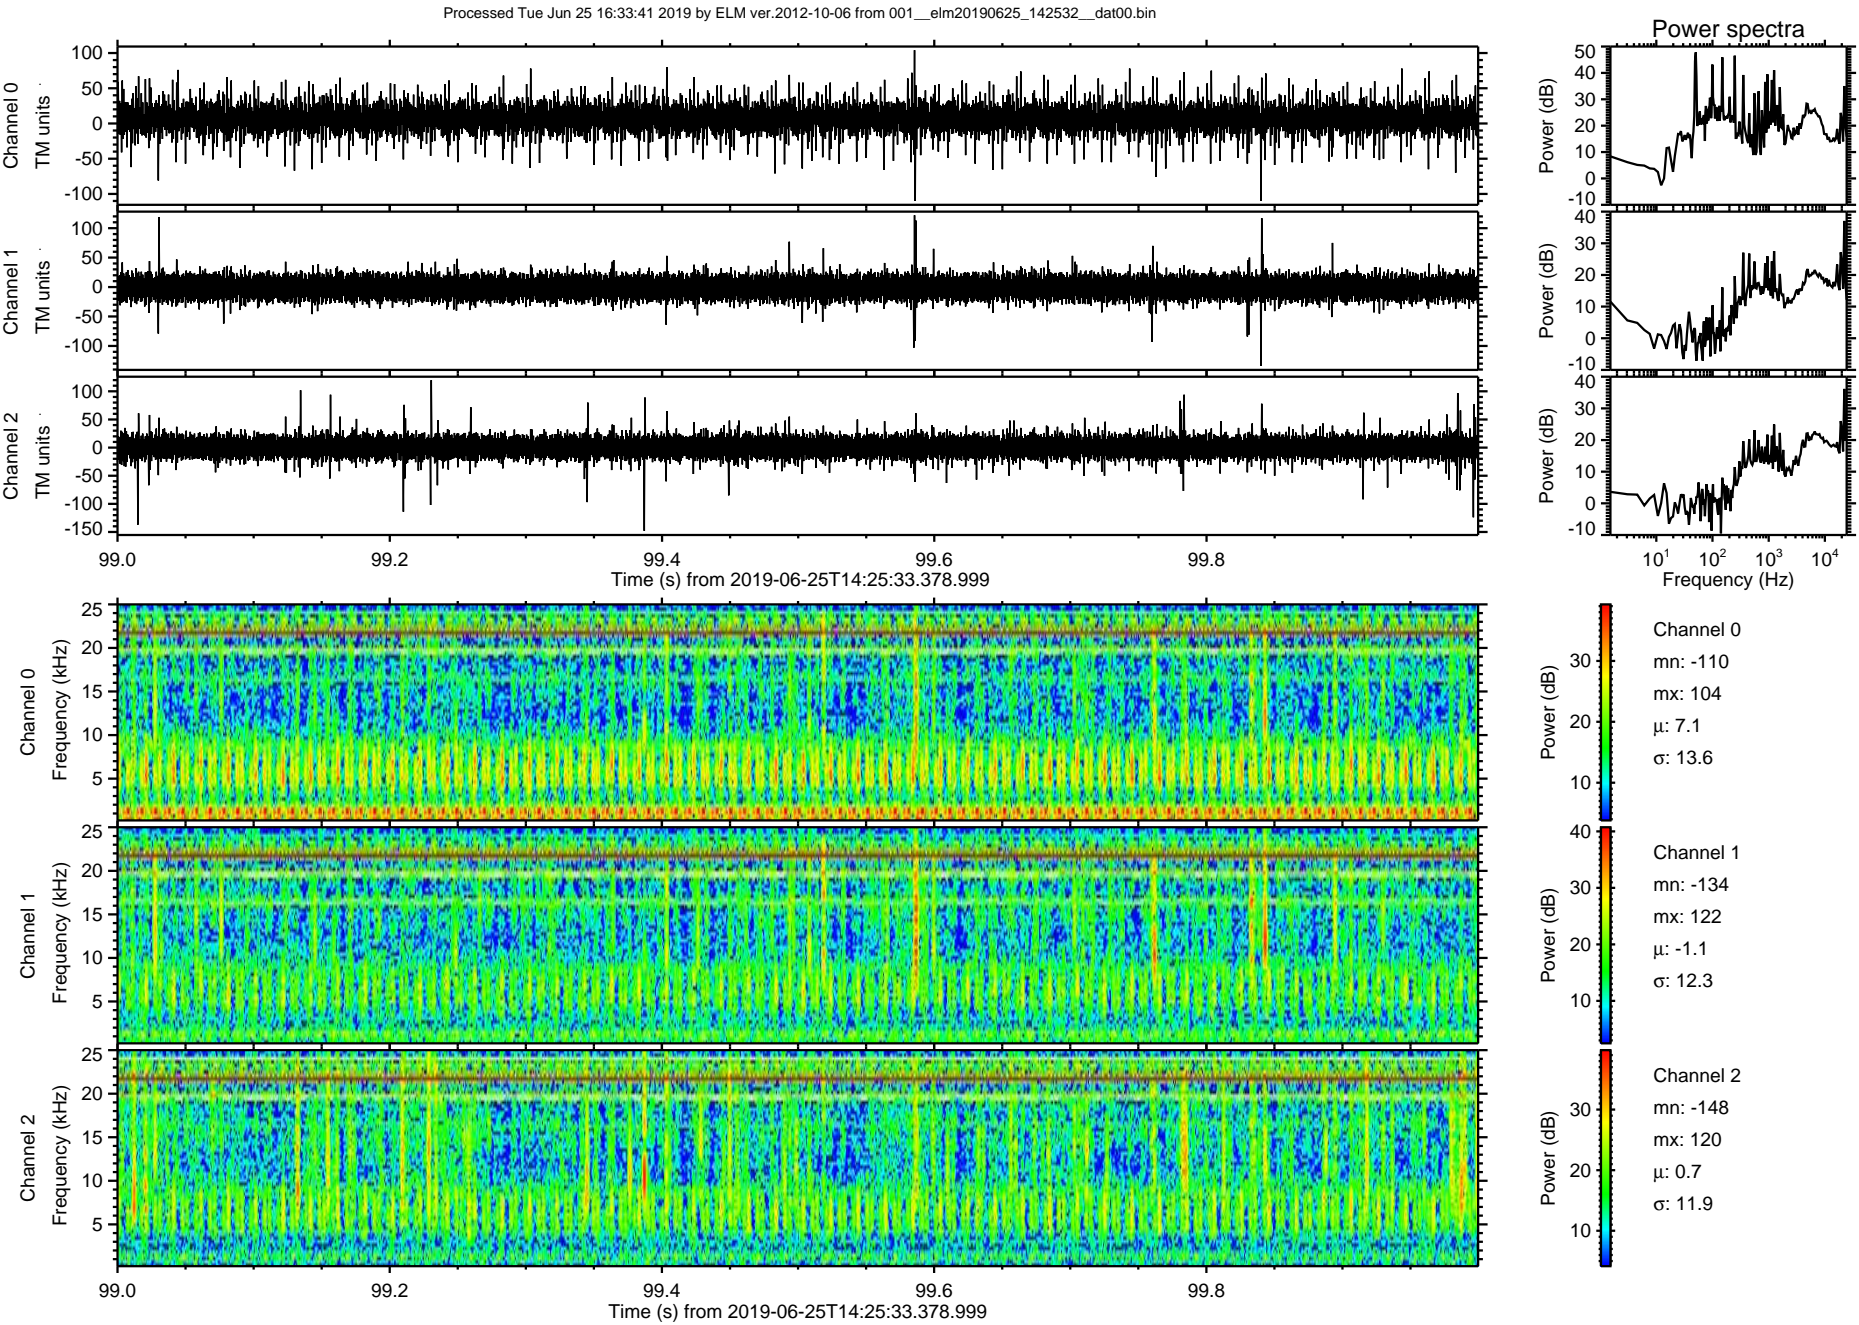 Processed Tue Jun 25 16:33:41 2019 by ELM ver.2012-10-06 from 001__elm20190625_142532__dat00.bin
Power spectra
Channel 0
TM units
100
50
0
-50
-100
Power (dB)
50
40
30
20
10
0
-10
Channel 1
TM units
100
50
0
-50
-100
Power (dB)
40
30
20
10
0
-10
Channel 2
TM units
100
50
0
-50
-100
-150
Power (dB)
40
30
20
10
0
-10
99.0 99.2 99.4 99.6 99.8
Time (s) from 2019-06-25T14:25:33.378.999
10¹ 10² 10³ 10⁴
Frequency (Hz)
Channel 0
Frequency (kHz)
25
20
15
10
5
Power (dB)
30
20
10
Channel 0
mn: -110
mx: 104
μ: 7.1
σ: 13.6
Channel 1
Frequency (kHz)
25
20
15
10
5
Power (dB)
40
30
20
10
Channel 1
mn: -134
mx: 122
μ: -1.1
σ: 12.3
Channel 2
Frequency (kHz)
25
20
15
10
5
Power (dB)
30
20
10
Channel 2
mn: -148
mx: 120
μ: 0.7
σ: 11.9
99.0 99.2 99.4 99.6 99.8
Time (s) from 2019-06-25T14:25:33.378.999